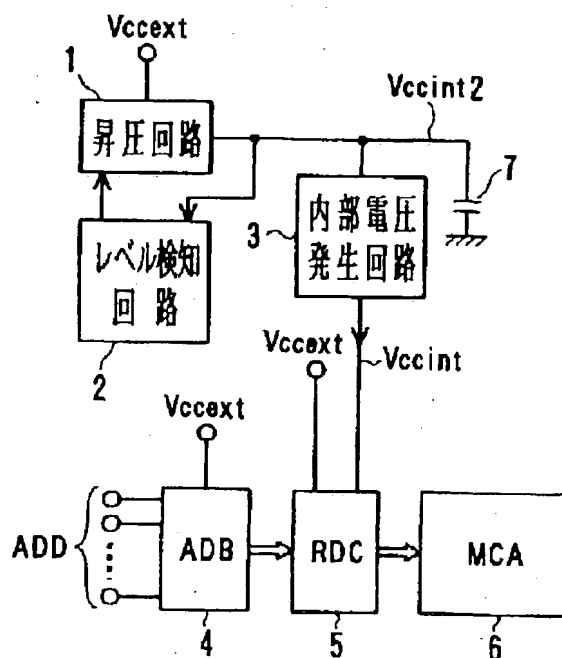 Vccext
1
昇圧回路
Vccint2
7
レベル検知
回路
2
3
内部電圧
発生回路
Vccext
Vccint
Vccext
ADD
ADB
RDC
MCA
4
5
6